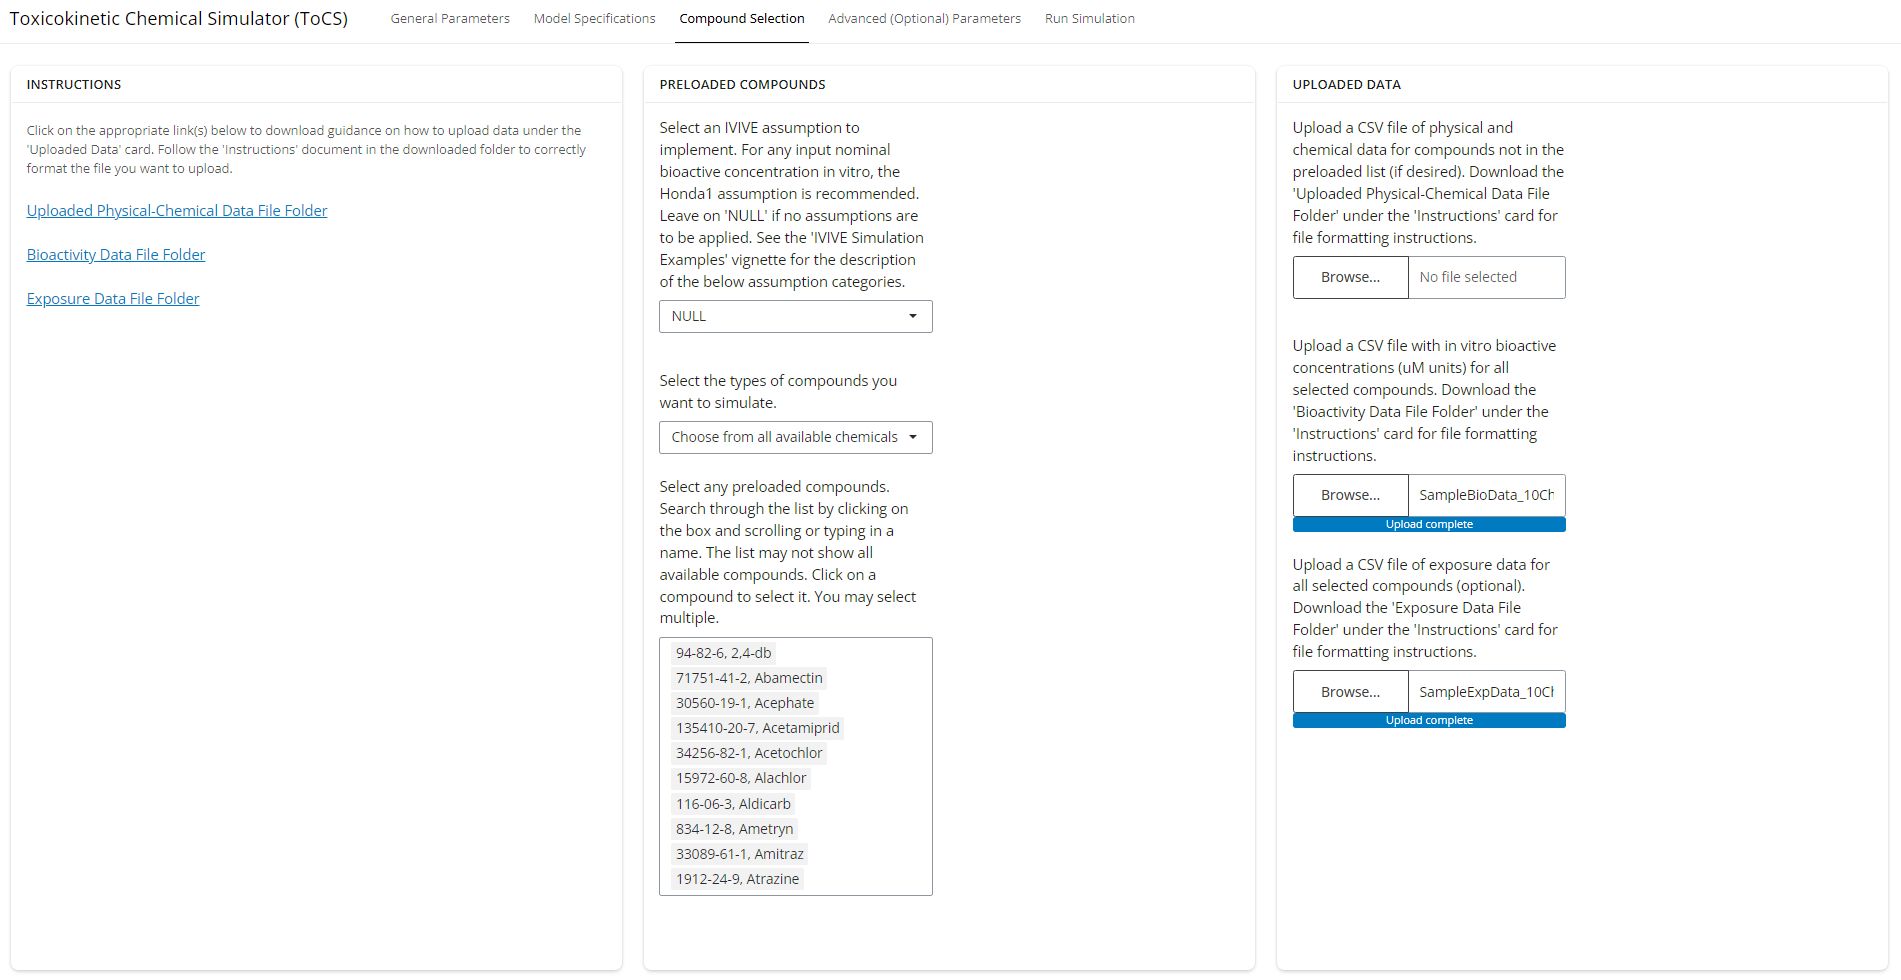 Toxicokinetic Chemical Simulator (ToCS)
General Parameters
Model Specifications
Compound Selection
Advanced (Optional) Parameters
Run Simulation
INSTRUCTIONS
Click on the appropriate link(s) below to download guidance on how to upload data under the
'Uploaded Data' card. Follow the 'Instructions' document in the downloaded folder to correctly
format the file you want to upload.
Uploaded Physical-Chemical Data File Folder
Bioactivity Data File Folder
Exposure Data File Folder
PRELOADED COMPOUNDS
Select an IVIVE assumption to
implement. For any input nominal
bioactive concentration in vitro, the
Honda1 assumption is recommended.
Leave on 'NULL' if no assumptions are
to be applied. See the 'IVIVE Simulation
Examples' vignette for the description
of the below assumption categories.
NULL
Select the types of compounds you
want to simulate.
Choose from all available chemicals
Select any preloaded compounds.
Search through the list by clicking on
the box and scrolling or typing in a
name. The list may not show all
available compounds. Click on a
compound to select it. You may select
multiple.
94-82-6, 2,4-db
71751-41-2, Abamectin
30560-19-1, Acephate
135410-20-7, Acetamiprid
34256-82-1, Acetochlor
15972-60-8, Alachlor
116-06-3, Aldicarb
834-12-8, Ametryn
33089-61-1, Amitraz
1912-24-9, Atrazine
UPLOADED DATA
Upload a CSV file of physical and
chemical data for compounds not in the
preloaded list (if desired). Download the
'Uploaded Physical-Chemical Data File
Folder' under the 'Instructions' card for
file formatting instructions.
Browse... No file selected
Upload a CSV file with in vitro bioactive
concentrations (uM units) for all
selected compounds. Download the
'Bioactivity Data File Folder' under the
'Instructions' card for file formatting
instructions.
Browse... SampleBioData_10Ch
Upload complete
Upload a CSV file of exposure data for
all selected compounds (optional).
Download the 'Exposure Data File
Folder' under the 'Instructions' card for
file formatting instructions.
Browse... SampleExpData_10Cl
Upload complete